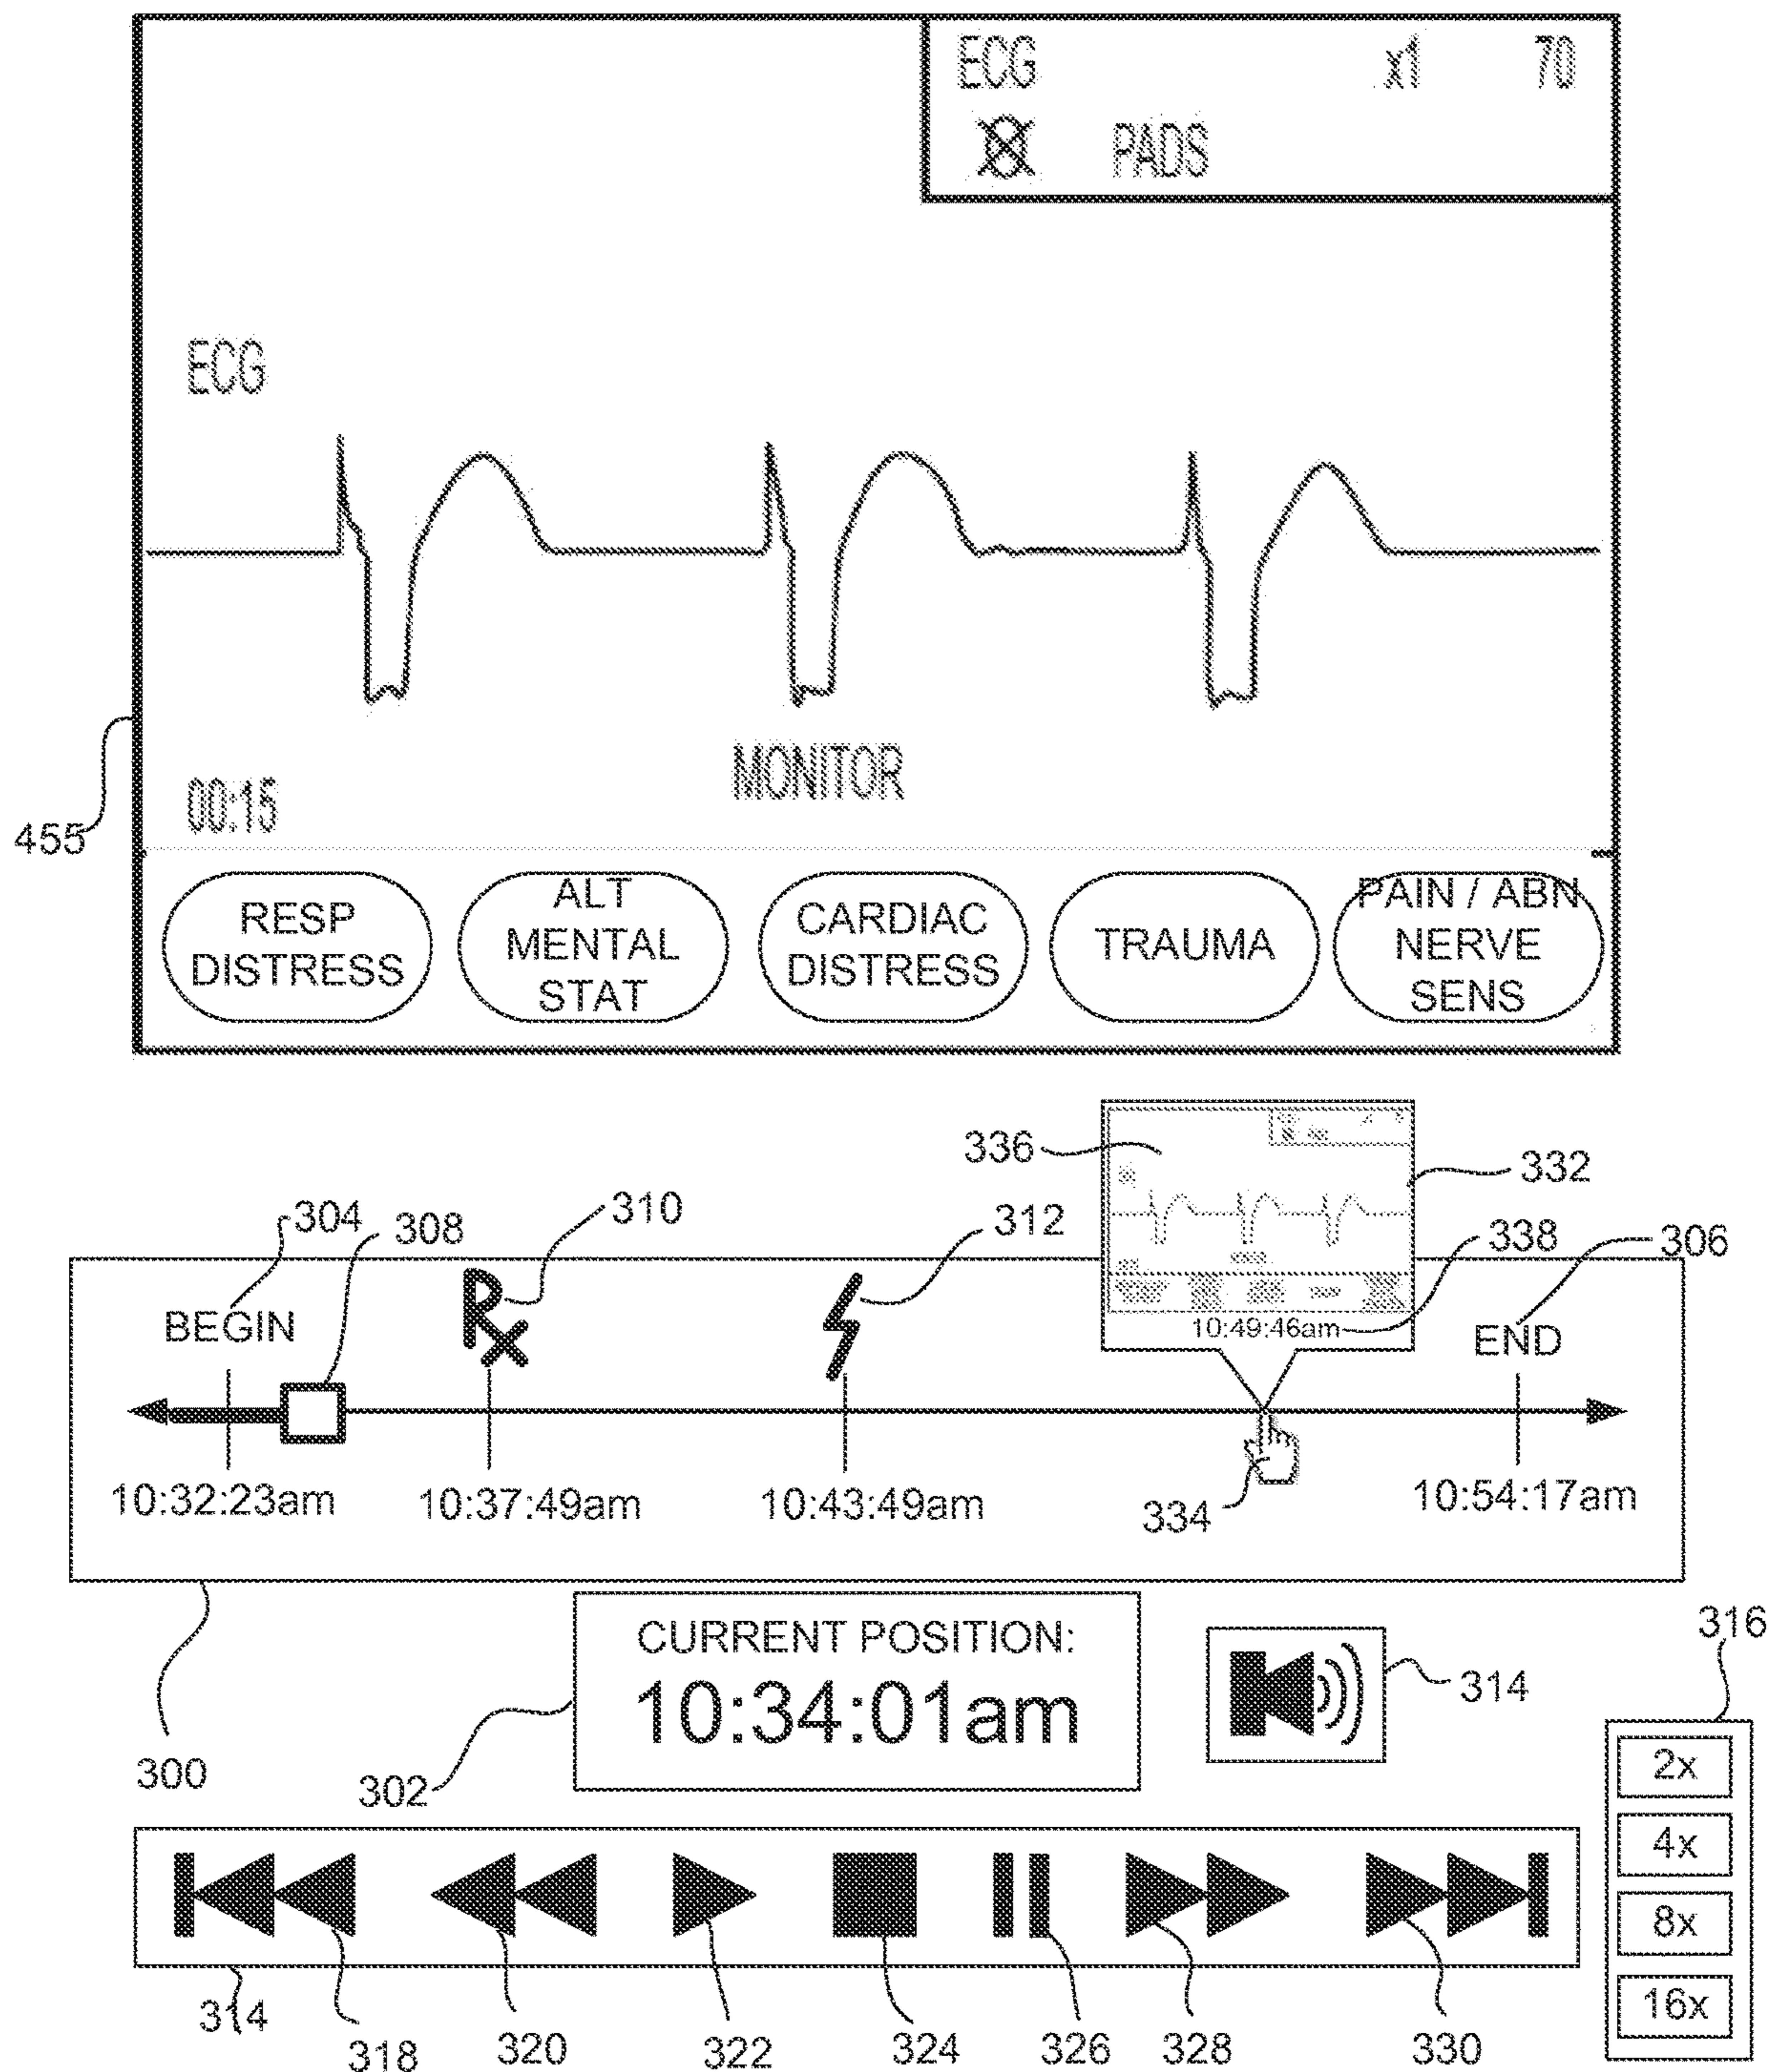 ECG x1 70
PADS
ECG
MONITOR
00:15
455
RESP DISTRESS
ALT MENTAL STAT
CARDIAC DISTRESS
TRAUMA
PAIN / ABN NERVE SENS
336
332
304
308
310
312
338
306
BEGIN
Rx
10:49:46am
END
10:32:23am
10:37:49am
10:43:49am
334
10:54:17am
300
CURRENT POSITION:
10:34:01am
302
314
316
2x
4x
8x
16x
314
318
320
322
324
326
328
330